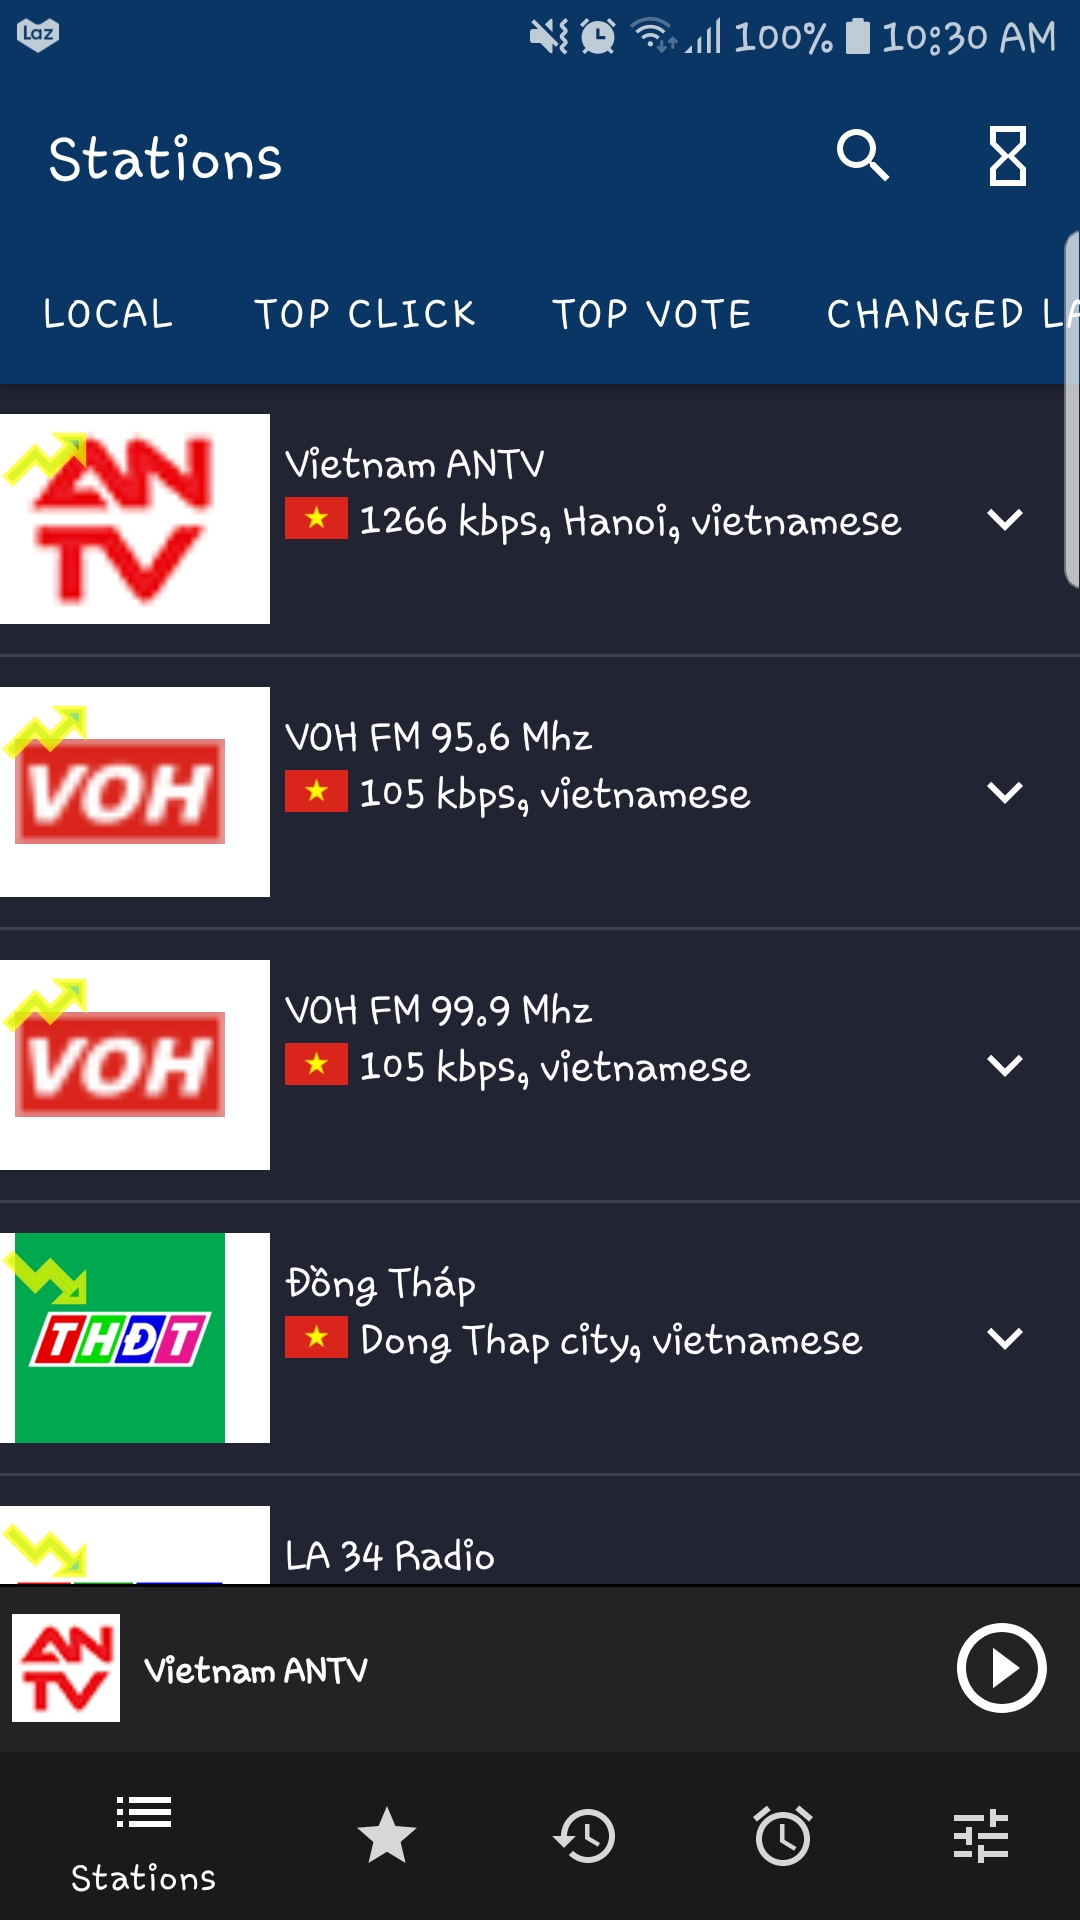 Laz 100% 10:30 AM
Stations
LOCAL TOP CLICK TOP VOTE CHANGED LA
AN
TV
Vietnam ANTV
1266 kbps, Hanoi, vietnamese
VOH
VOH FM 95.6 Mhz
105 kbps, vietnamese
VOH
VOH FM 99.9 Mhz
105 kbps, vietnamese
THĐT
Đồng Tháp
Dong Thap city, vietnamese
LA 34 Radio
AN
TV
Vietnam ANTV
Stations